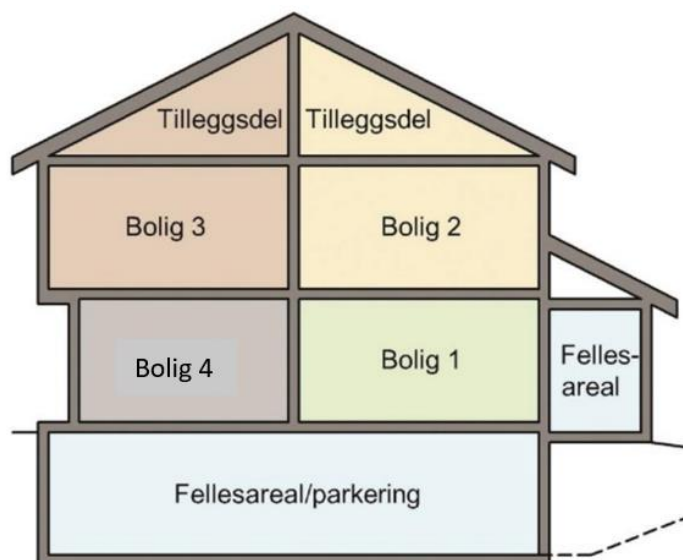 Tilleggsdel
Tilleggsdel
Bolig 3
Bolig 2
Bolig 4
Bolig 1
Felles-
areal
Fellesareal/parkering